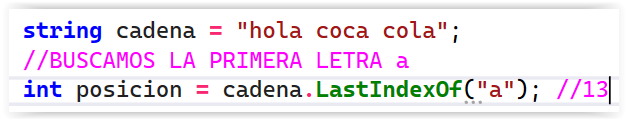 string cadena = "hola coca cola";
//BUSCAMOS LA PRIMERA LETRA a
int posicion = cadena.LastIndexOf("a"); //13